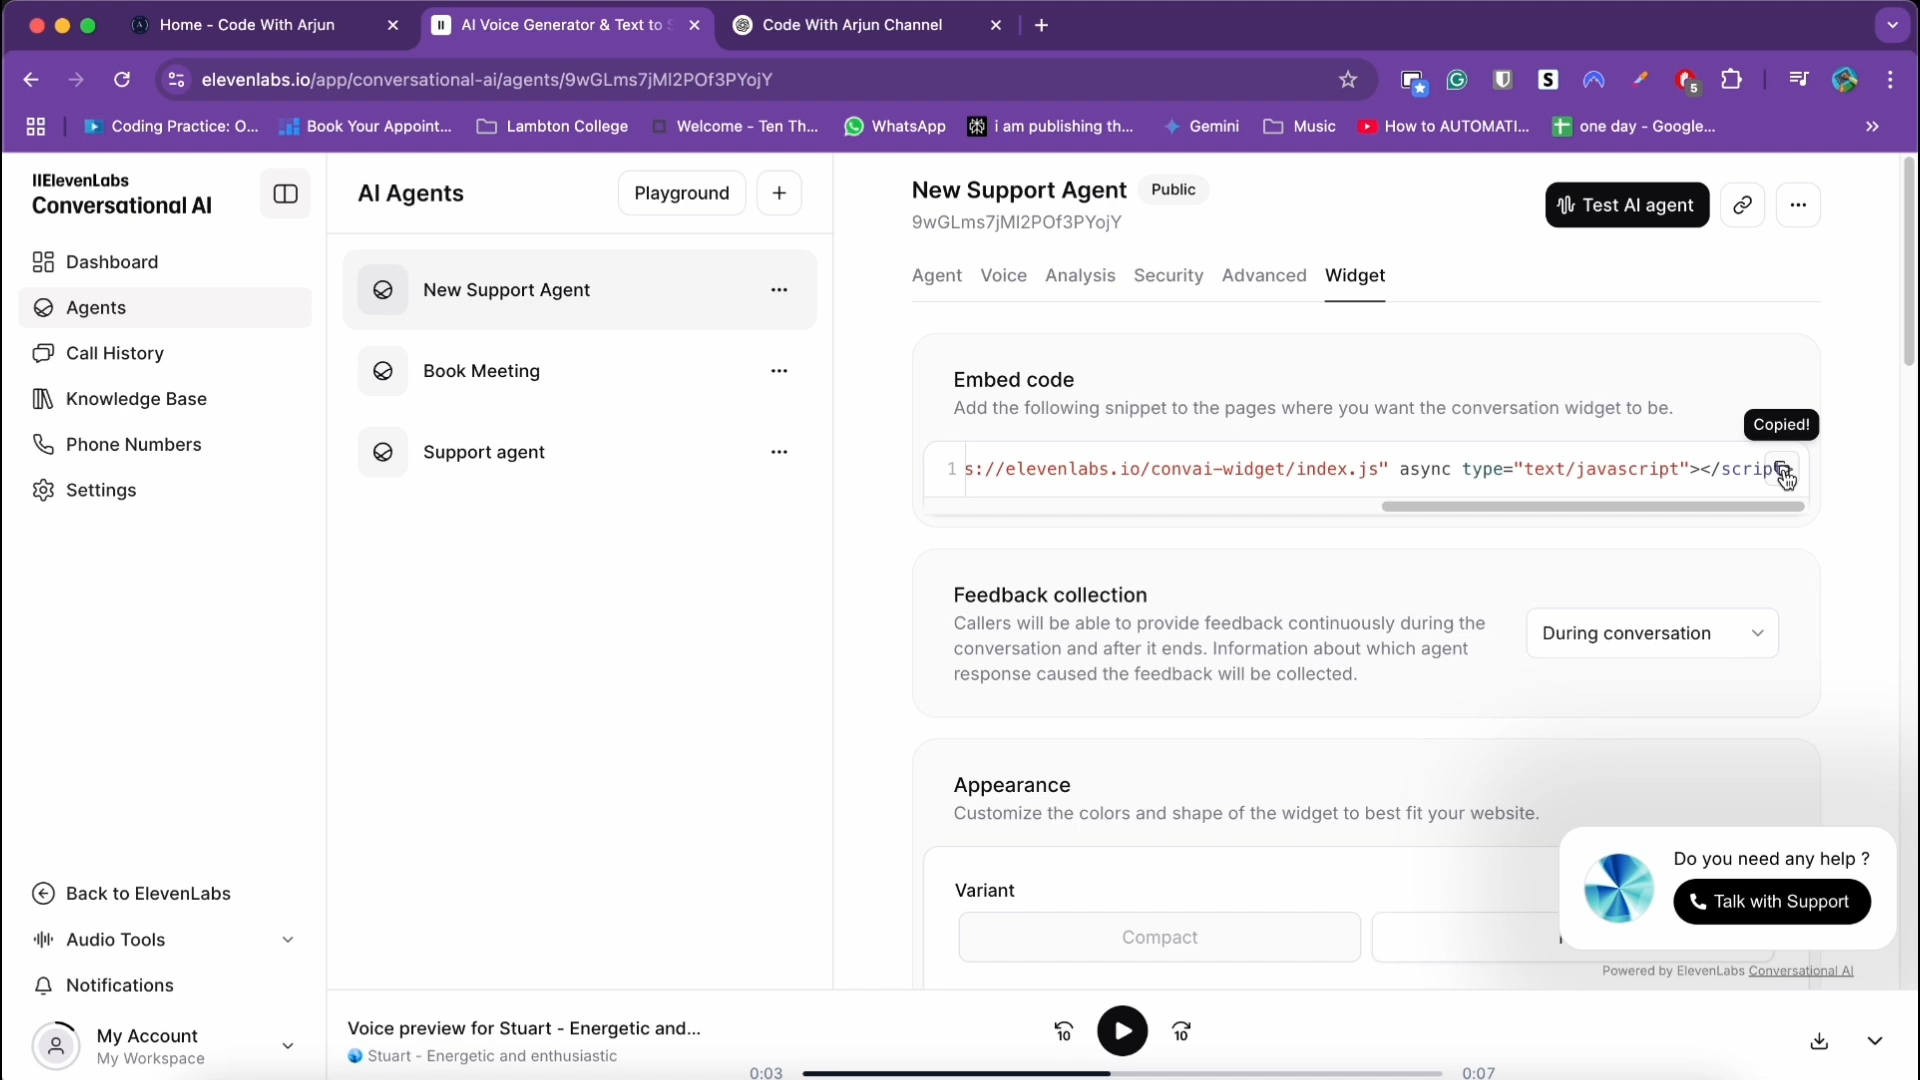 Home - Code With Arjun
AI Voice Generator & Text to S
Code With Arjun Channel
elevenlabs.io/app/conversational-ai/agents/9wGLms7jMI2POf3PYojY
5
Coding Practice: O...
Book Your Appoint...
Lambton College
Welcome - Ten Th...
WhatsApp
i am publishing th...
Gemini
Music
How to AUTOMATI...
one day - Google...
IIElevenLabs
Conversational AI
Dashboard
Agents
Call History
Knowledge Base
Phone Numbers
Settings
Back to ElevenLabs
Audio Tools
Notifications
My Account
My Workspace
AI Agents
Playground
New Support Agent
Book Meeting
Support agent
New Support Agent
Public
9wGLms7jMI2POf3PYojY
Test AI agent
Agent
Voice
Analysis
Security
Advanced
Widget
Embed code
Add the following snippet to the pages where you want the conversation widget to be.
Copied!
1 s://elevenlabs.io/convai-widget/index.js" async type="text/javascript"></script>
Feedback collection
Callers will be able to provide feedback continuously during the
conversation and after it ends. Information about which agent
response caused the feedback will be collected.
During conversation
Appearance
Customize the colors and shape of the widget to best fit your website.
Variant
Compact
Do you need any help ?
Talk with Support
Powered by ElevenLabs Conversational AI
Voice preview for Stuart - Energetic and...
Stuart - Energetic and enthusiastic
10
10
0:03
0:07